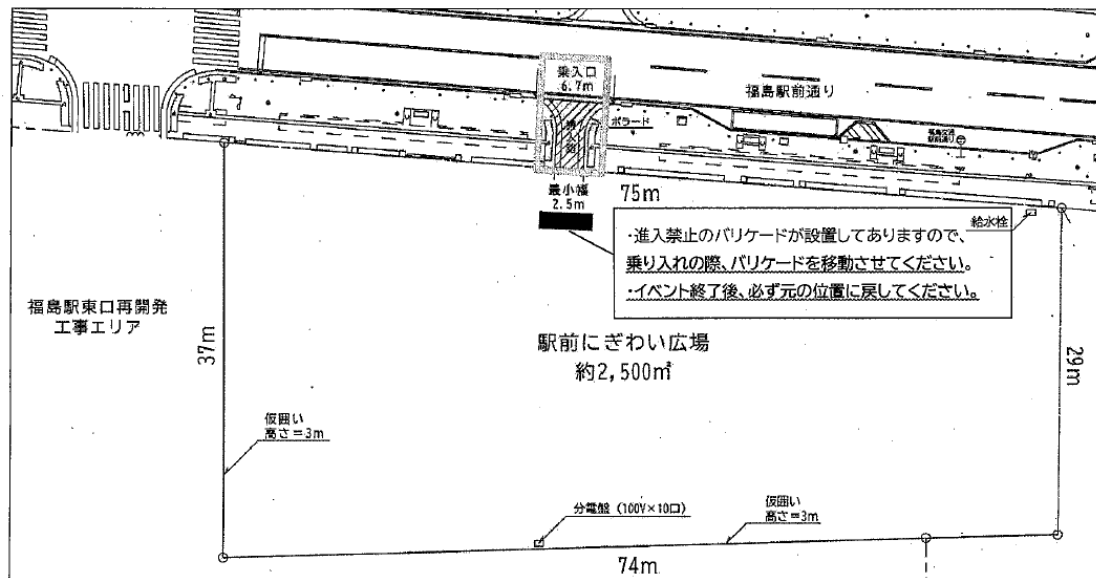 乗入口
6.7m
福島駅前通り
ボラード
最小幅
2.5m
75m
給水栓
・進入禁止のバリケードが設置してありますので、
乗り入れの際、バリケードを移動させてください。
・イベント終了後、必ず元の位置に戻してください。
福島駅東口再開発
工事エリア
37m
駅前にぎわい広場
約2,500㎡
29m
仮囲い
高さ=3m
分電盤(100V×10口)
仮囲い
高さ=3m
74m